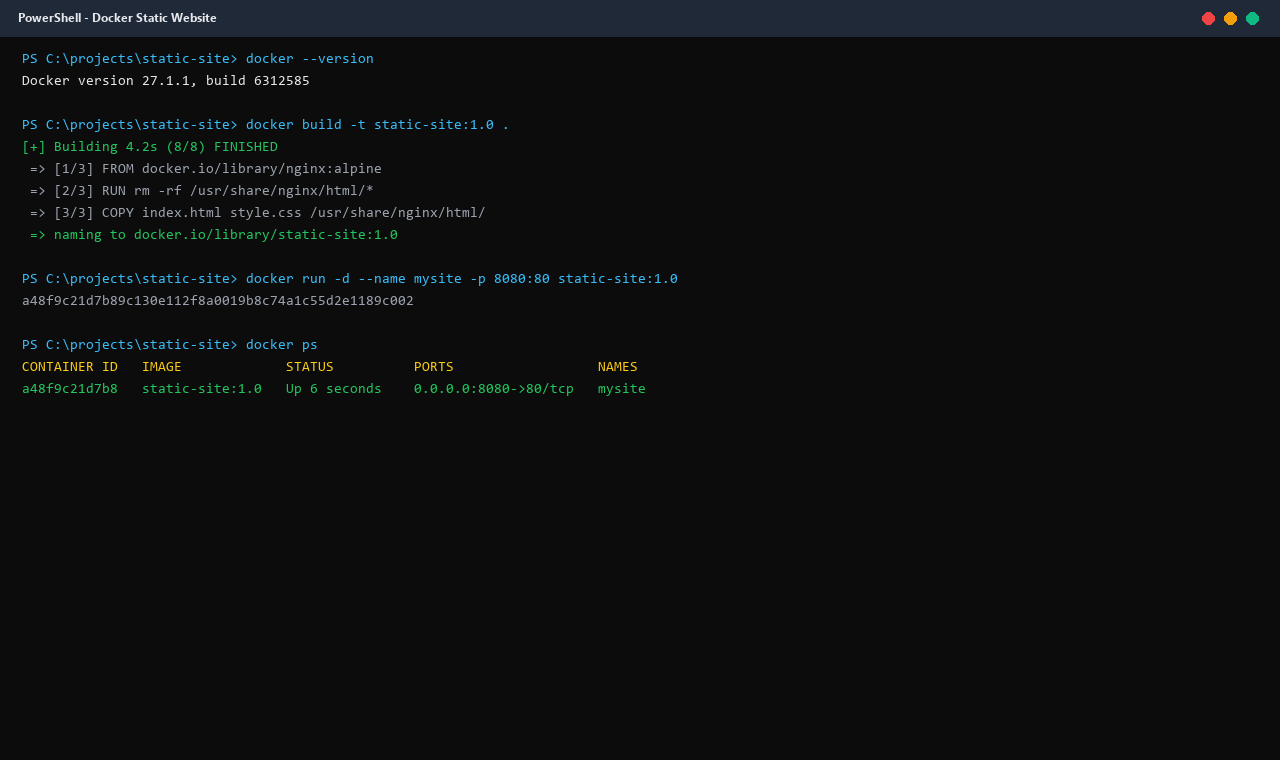 PowerShell - Docker Static Website
PS C:\projects\static-site> docker --version
Docker version 27.1.1, build 6312585
PS C:\projects\static-site> docker build -t static-site:1.0 .
[+] Building 4.2s (8/8) FINISHED
=> [1/3] FROM docker.io/library/nginx:alpine
=> [2/3] RUN rm -rf /usr/share/nginx/html/*
=> [3/3] COPY index.html style.css /usr/share/nginx/html/
=> naming to docker.io/library/static-site:1.0
PS C:\projects\static-site> docker run -d --name mysite -p 8080:80 static-site:1.0
a48f9c21d7b89c130e112f8a0019b8c74a1c55d2e1189c002
PS C:\projects\static-site> docker ps
CONTAINER ID   IMAGE             STATUS          PORTS                  NAMES
a48f9c21d7b8   static-site:1.0   Up 6 seconds    0.0.0.0:8080->80/tcp   mysite